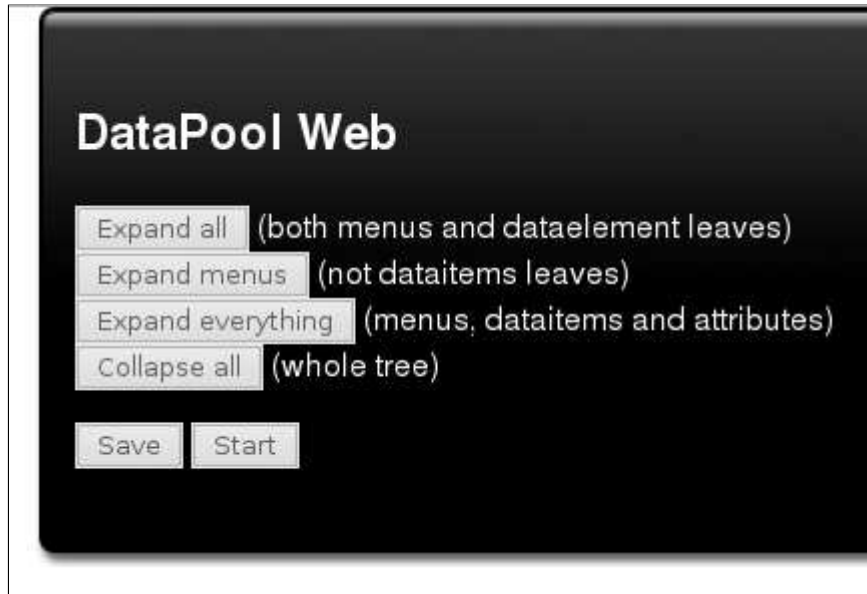 DataPool Web
Expand all (both menus and dataelement leaves)
Expand menus (not dataitems leaves)
Expand everything (menus, dataitems and attributes)
Collapse all (whole tree)
Save Start